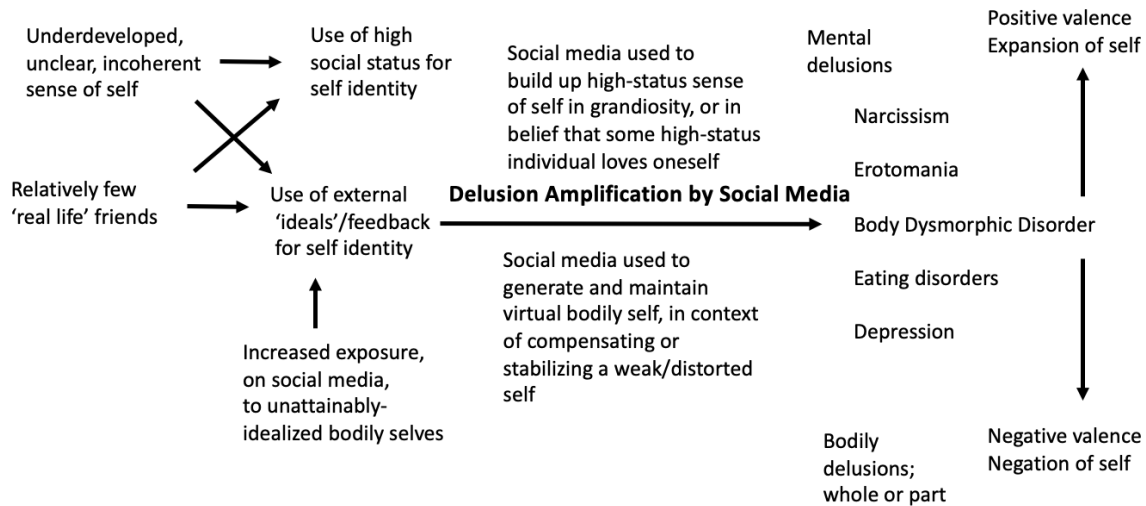 Underdeveloped,
unclear, incoherent
sense of self
Use of high
social status for
self identity
Relatively few
‘real life’ friends
Use of external
‘ideals’/feedback
for self identity
Increased exposure,
on social media,
to unattainably-
idealized bodily selves
Social media used to
build up high-status sense
of self in grandiosity, or in
belief that some high-status
individual loves oneself
Delusion Amplification by Social Media
Social media used to
generate and maintain
virtual bodily self, in context
of compensating or
stabilizing a weak/distorted
self
Mental
delusions
Narcissism
Erotomania
Body Dysmorphic Disorder
Eating disorders
Depression
Bodily
delusions;
whole or part
Positive valence
Expansion of self
Negative valence
Negation of self